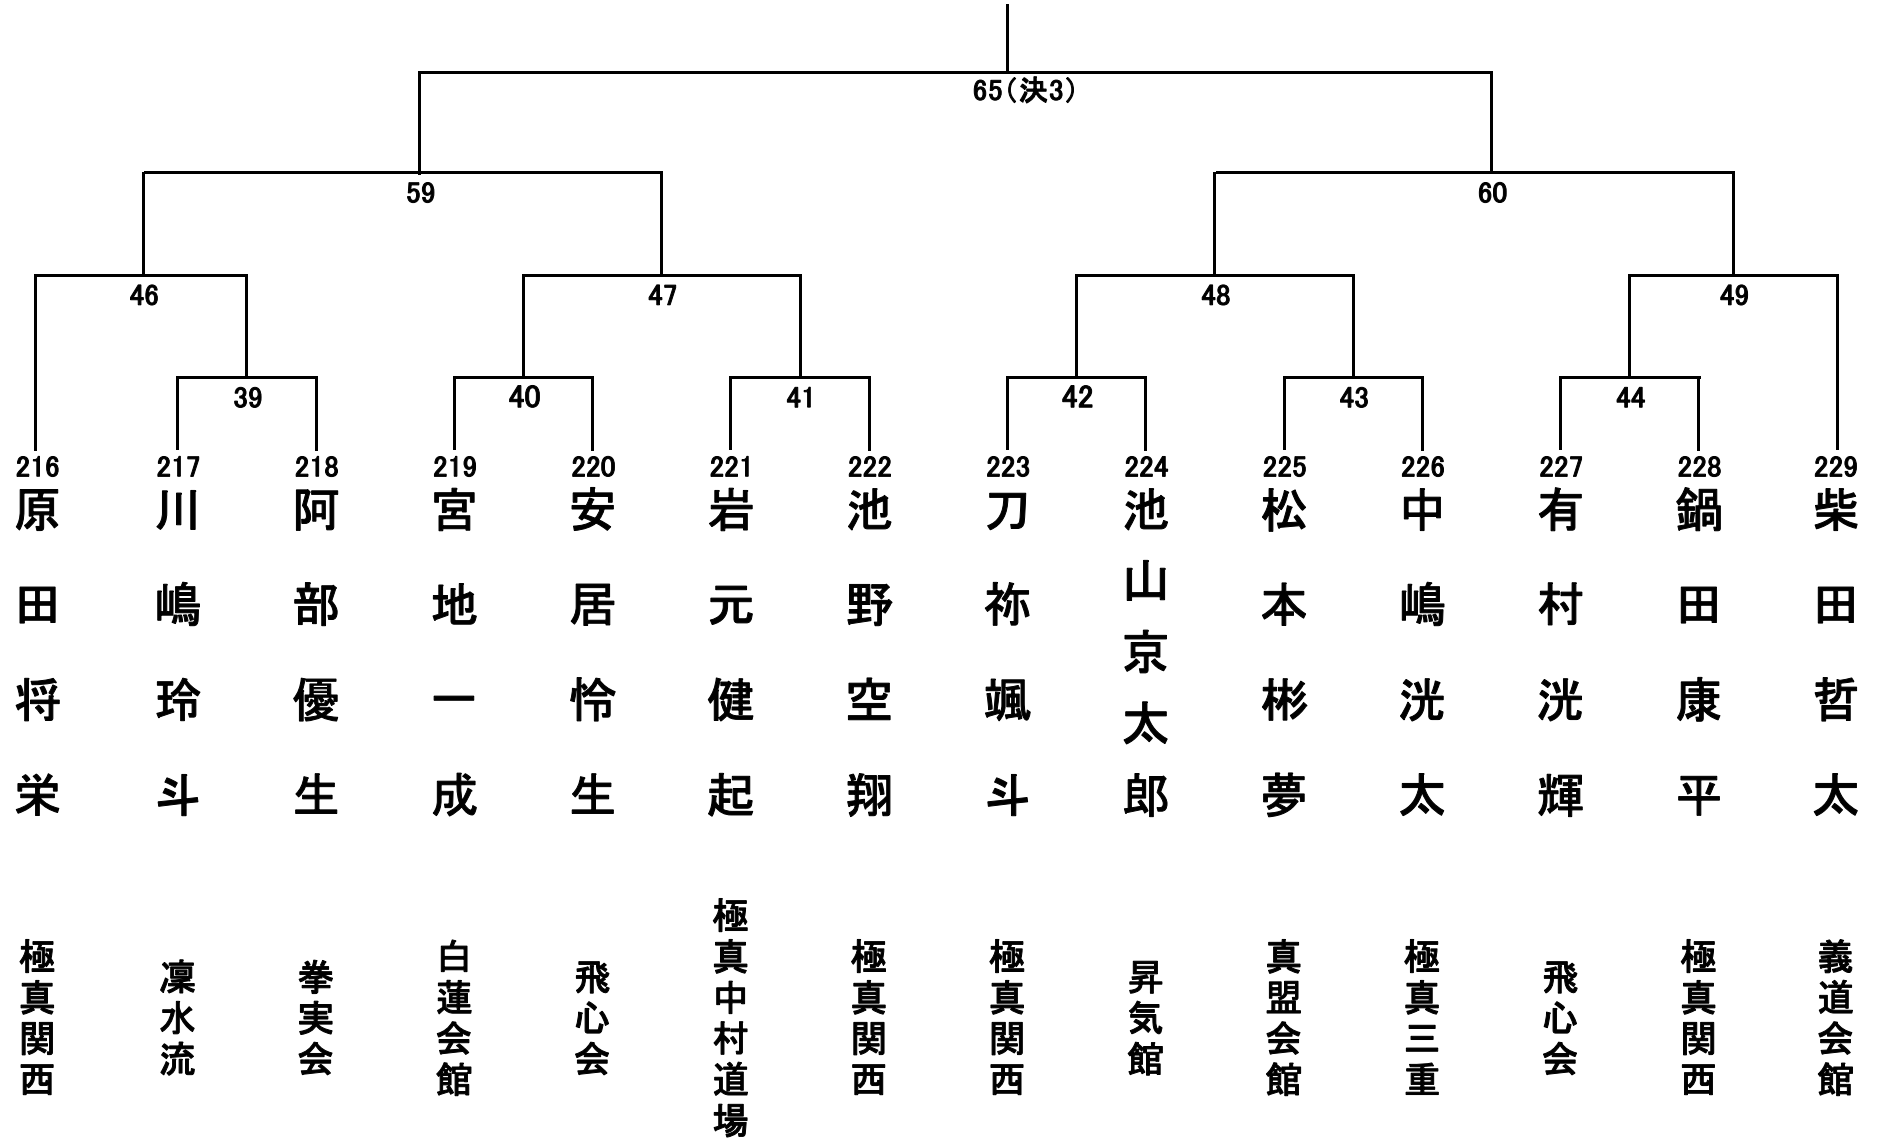 65(決3)
59
60
46
47
48
49
39
40
41
42
43
44
216
217
218
219
220
221
222
223
224
225
226
227
228
229
原田将栄
川嶋玲斗
阿部優生
宮地一成
安居怜生
岩元健起
池野空翔
刀祢颯斗
池山京太郎
松本彬夢
中嶋洸太
有村洸輝
鍋田康平
柴田哲太
極真関西
凜水流
拳実会
白蓮会館
飛心会
極真中村道場
極真関西
極真関西
昇気館
真盟会館
極真三重
飛心会
極真関西
義道会館